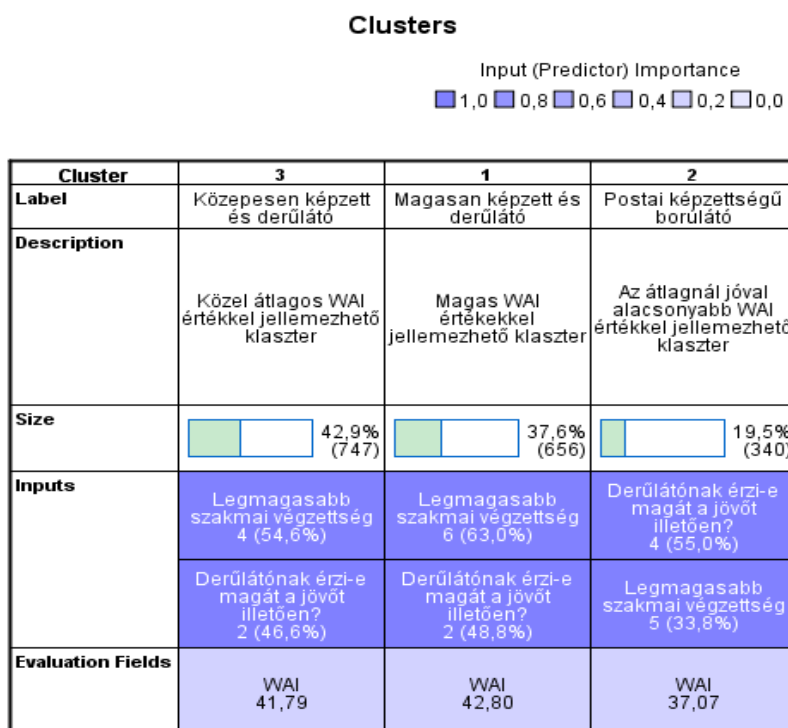 Clusters
Input (Predictor) Importance
1,0 0,8 0,6 0,4 0,2 0,0
Cluster 3 1 2
Label
Közepesen képzett
és derűlátó
Magasan képzett és
derűlátó
Postai képzettségű
borúlátó
Description
Közel átlagos WAI
értékkel jellemezhető
klaszter
Magas WAI
értékekkel
jellemezhető klaszter
Az átlagnál jóval
alacsonyabb WAI
értékkel jellemezhető
klaszter
Size
42,9%
(747)
37,6%
(656)
19,5%
(340)
Inputs
Legmagasabb
szakmai végzettség
4 (54,6%)
Legmagasabb
szakmai végzettség
6 (63,0%)
Derűlátónak érzi-e
magát a jövőt
illetően?
4 (55,0%)
Derűlátónak érzi-e
magát a jövőt
illetően?
2 (46,6%)
Derűlátónak érzi-e
magát a jövőt
illetően?
2 (48,8%)
Legmagasabb
szakmai végzettség
5 (33,8%)
Evaluation Fields
WAI
41,79
WAI
42,80
WAI
37,07